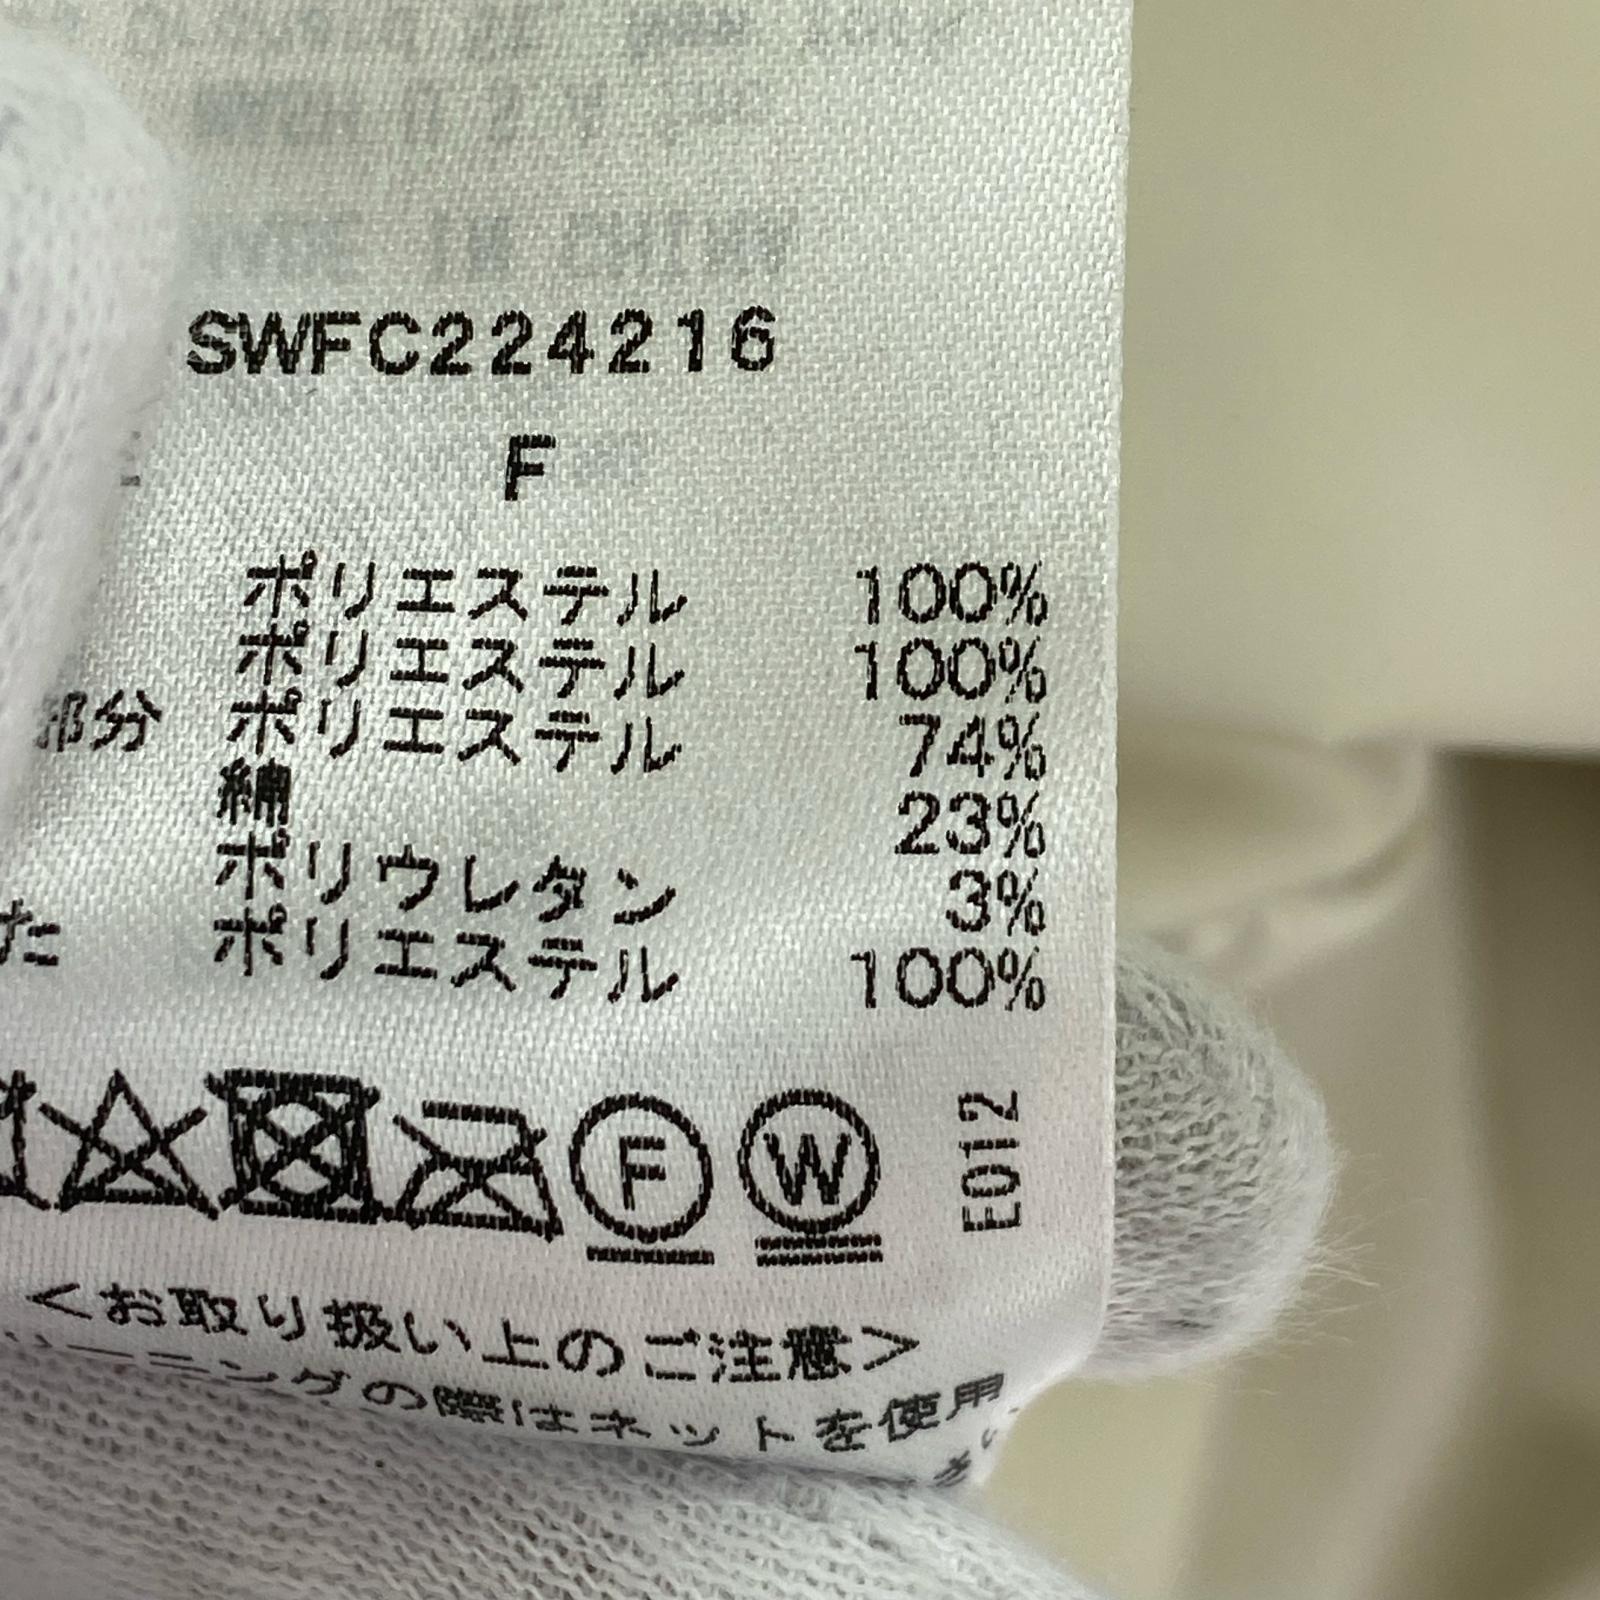 SWFC224216
F
ポリエステル 100%
ポリエステル 100%
部分 ポリエステル 74%
綿 23%
ポリウレタン 3%
た ポリエステル 100%
F W E012
<お取り扱い上のご注意>
ーニングの際はネットを使用